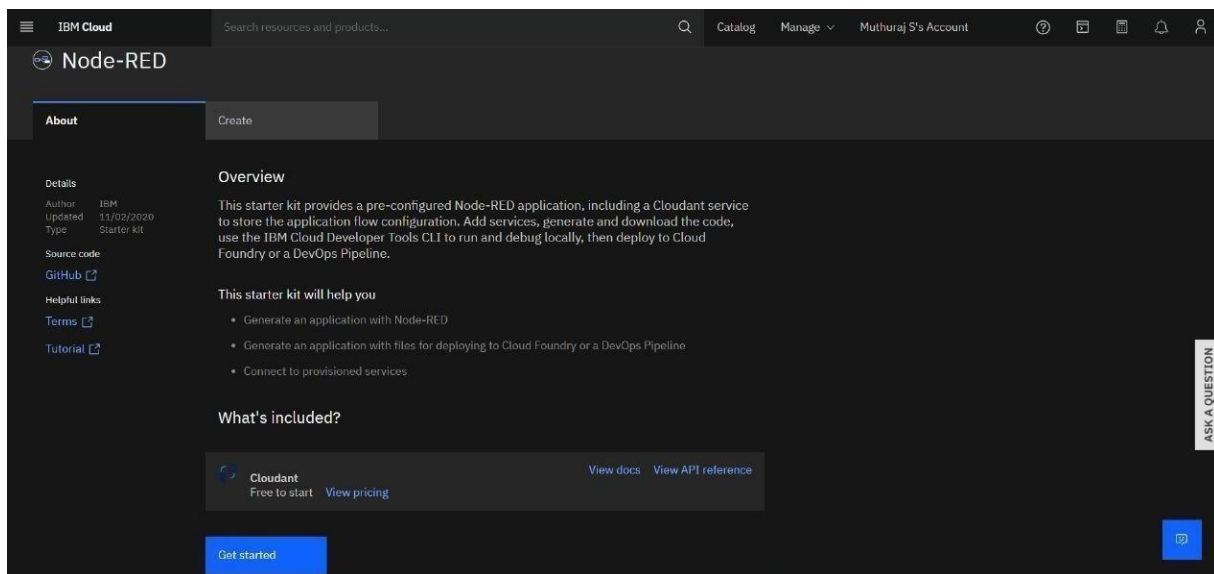 IBM Cloud
Search resources and products...
Catalog
Manage
Muthuraj S's Account
Node-RED
About
Create
Details
Author IBM
Updated 11/02/2020
Type Starter kit
Source code
GitHub
Helpful links
Terms
Tutorial
Overview
This starter kit provides a pre-configured Node-RED application, including a Cloudant service
to store the application flow configuration. Add services, generate and download the code,
use the IBM Cloud Developer Tools CLI to run and debug locally, then deploy to Cloud
Foundry or a DevOps Pipeline.
This starter kit will help you
• Generate an application with Node-RED
• Generate an application with files for deploying to Cloud Foundry or a DevOps Pipeline
• Connect to provisioned services
What's included?
Cloudant
Free to start View pricing
View docs View API reference
Get started
ASK A QUESTION